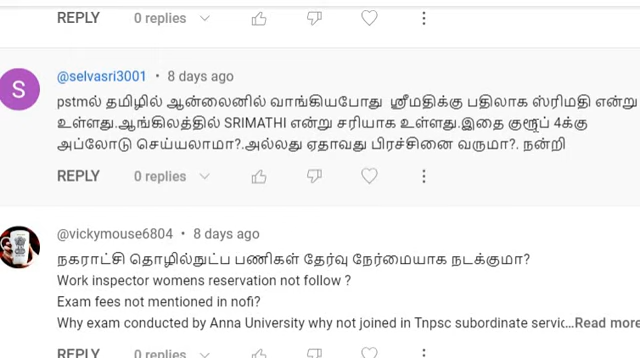 REPLY 0 replies
S
@selvasri3001 • 8 days ago
pstmல் தமிழில் ஆன்லைனில் வாங்கியபோது ஸ்ரீமதிக்கு பதிலாக ஸ்ரிமதி என்று
உள்ளது.ஆங்கிலத்தில் SRIMATHI என்று சரியாக உள்ளது.இதை குரூப் 4க்கு
அப்லோடு செய்யலாமா?.அல்லது ஏதாவது பிரச்சினை வருமா?. நன்றி
REPLY 0 replies
@vickymouse6804 • 8 days ago
நகராட்சி தொழில்நுட்ப பணிகள் தேர்வு நேர்மையாக நடக்குமா?
Work inspector womens reservation not follow ?
Exam fees not mentioned in nofi?
Why exam conducted by Anna University why not joined in Tnpsc subordinate servic...Read more
REPLY 0 replies